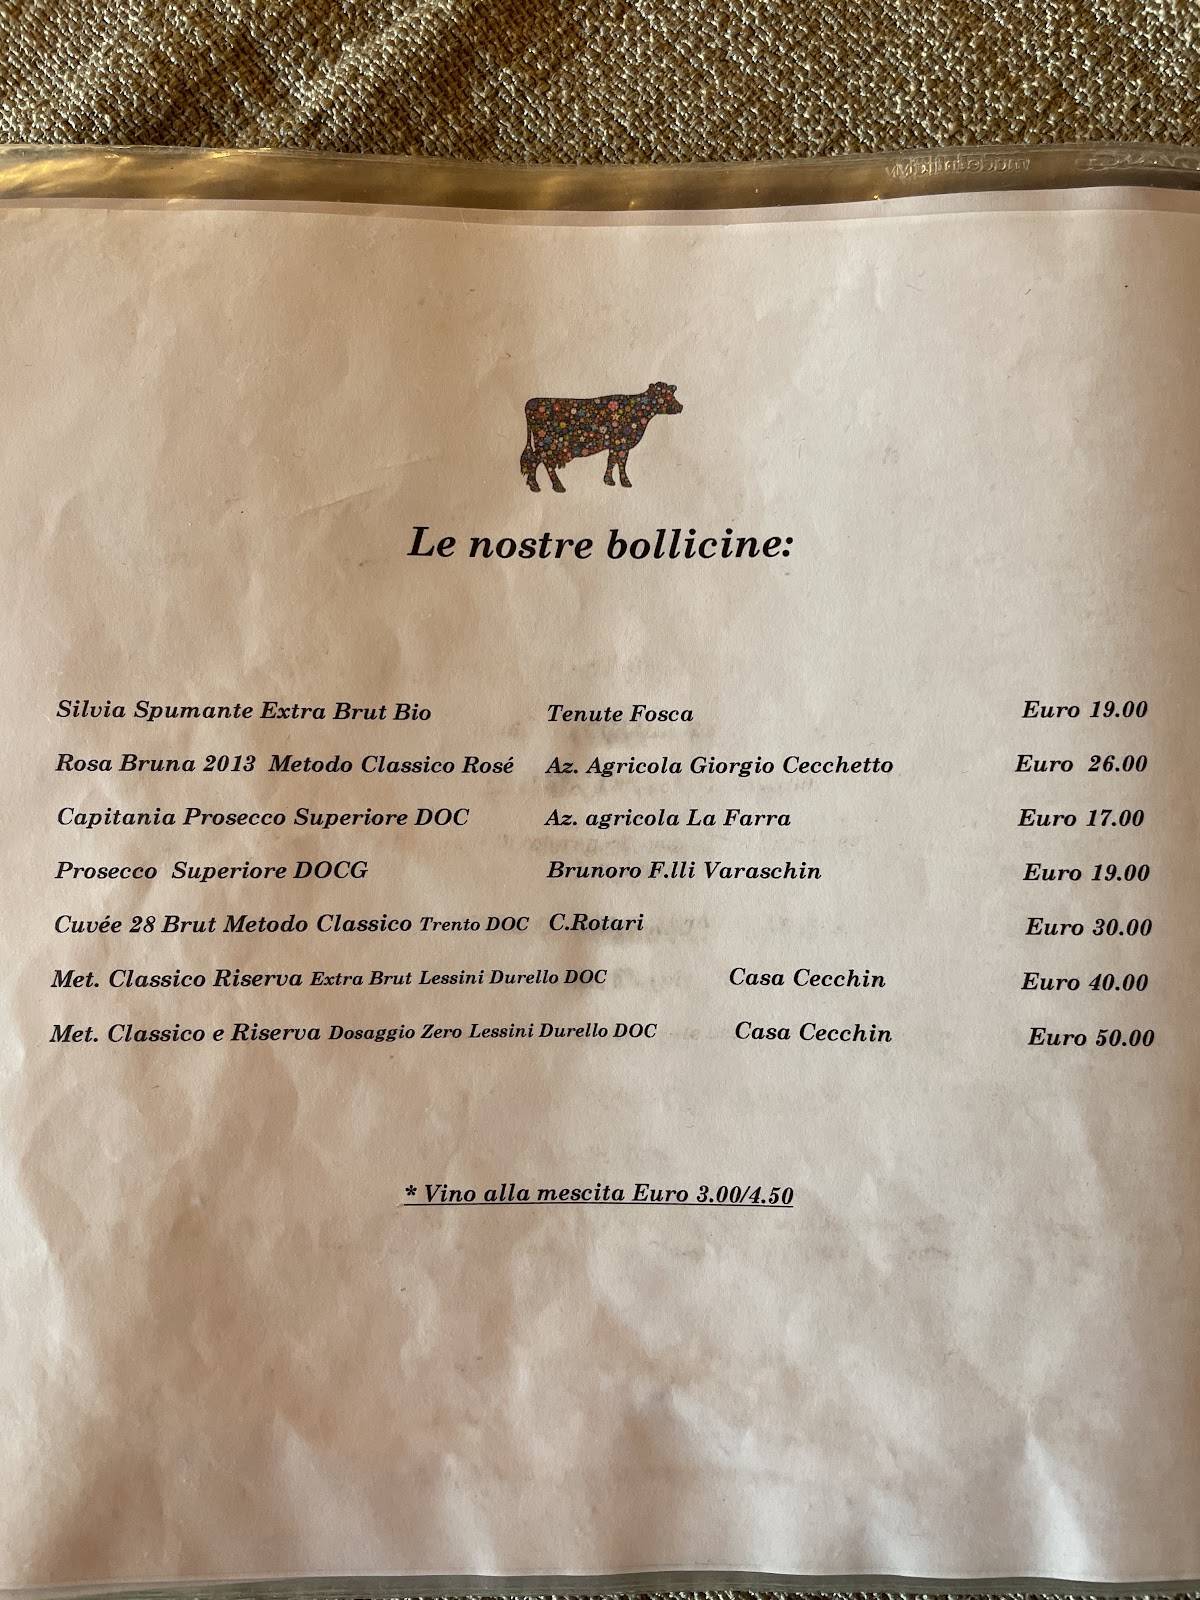 Le nostre bollicine:
Silvia Spumante Extra Brut Bio Tenute Fosca Euro 19.00
Rosa Bruna 2013 Metodo Classico Rosé Az. Agricola Giorgio Cecchetto Euro 26.00
Capitania Prosecco Superiore DOC Az. agricola La Farra Euro 17.00
Prosecco Superiore DOCG Brunoro F.lli Varaschin Euro 19.00
Cuvée 28 Brut Metodo Classico Trento DOC C.Rotari Euro 30.00
Met. Classico Riserva Extra Brut Lessini Durello DOC Casa Cecchin Euro 40.00
Met. Classico e Riserva Dosaggio Zero Lessini Durello DOC Casa Cecchin Euro 50.00
* Vino alla mescita Euro 3.00/4.50